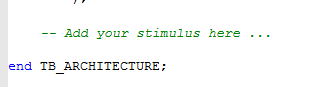 );
-- Add your stimulus here ...
end TB_ARCHITECTURE;